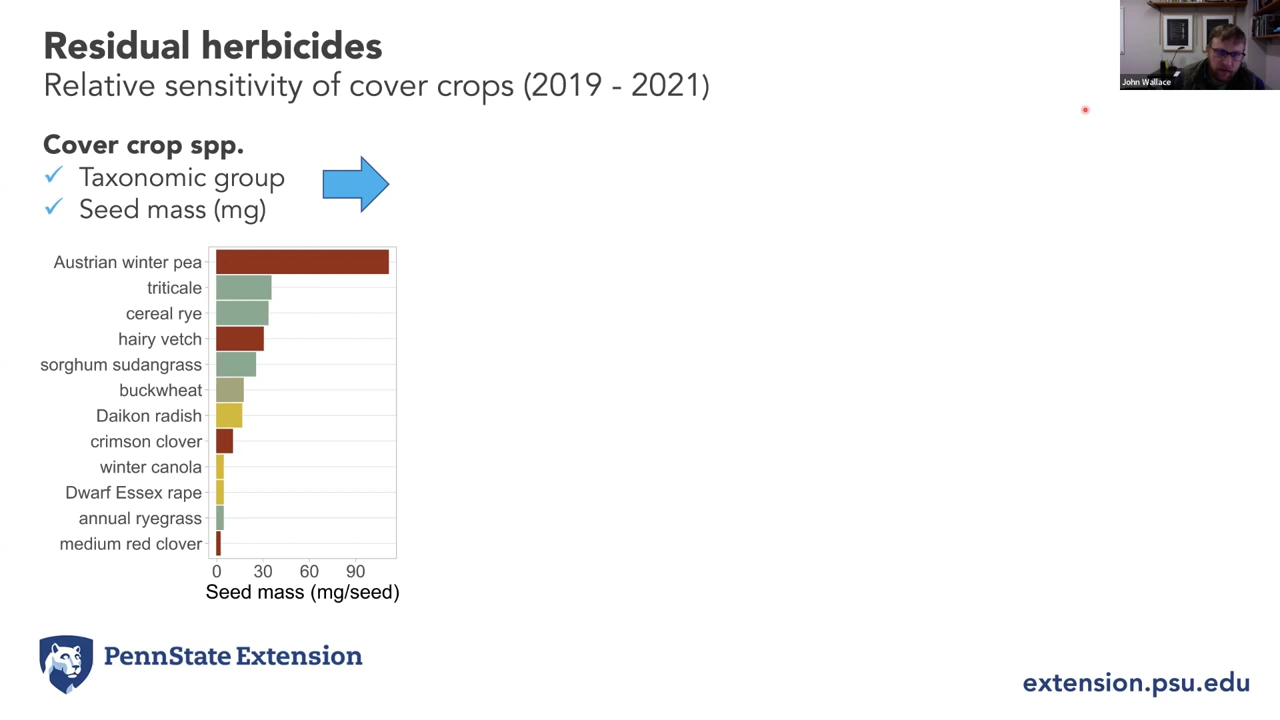 Residual herbicides
Relative sensitivity of cover crops (2019 - 2021)
John Wallace
Cover crop spp.
✓ Taxonomic group
✓ Seed mass (mg)
Austrian winter pea
triticale
cereal rye
hairy vetch
sorghum sudangrass
buckwheat
Daikon radish
crimson clover
winter canola
Dwarf Essex rape
annual ryegrass
medium red clover
0 30 60 90
Seed mass (mg/seed)
PennState Extension
extension.psu.edu